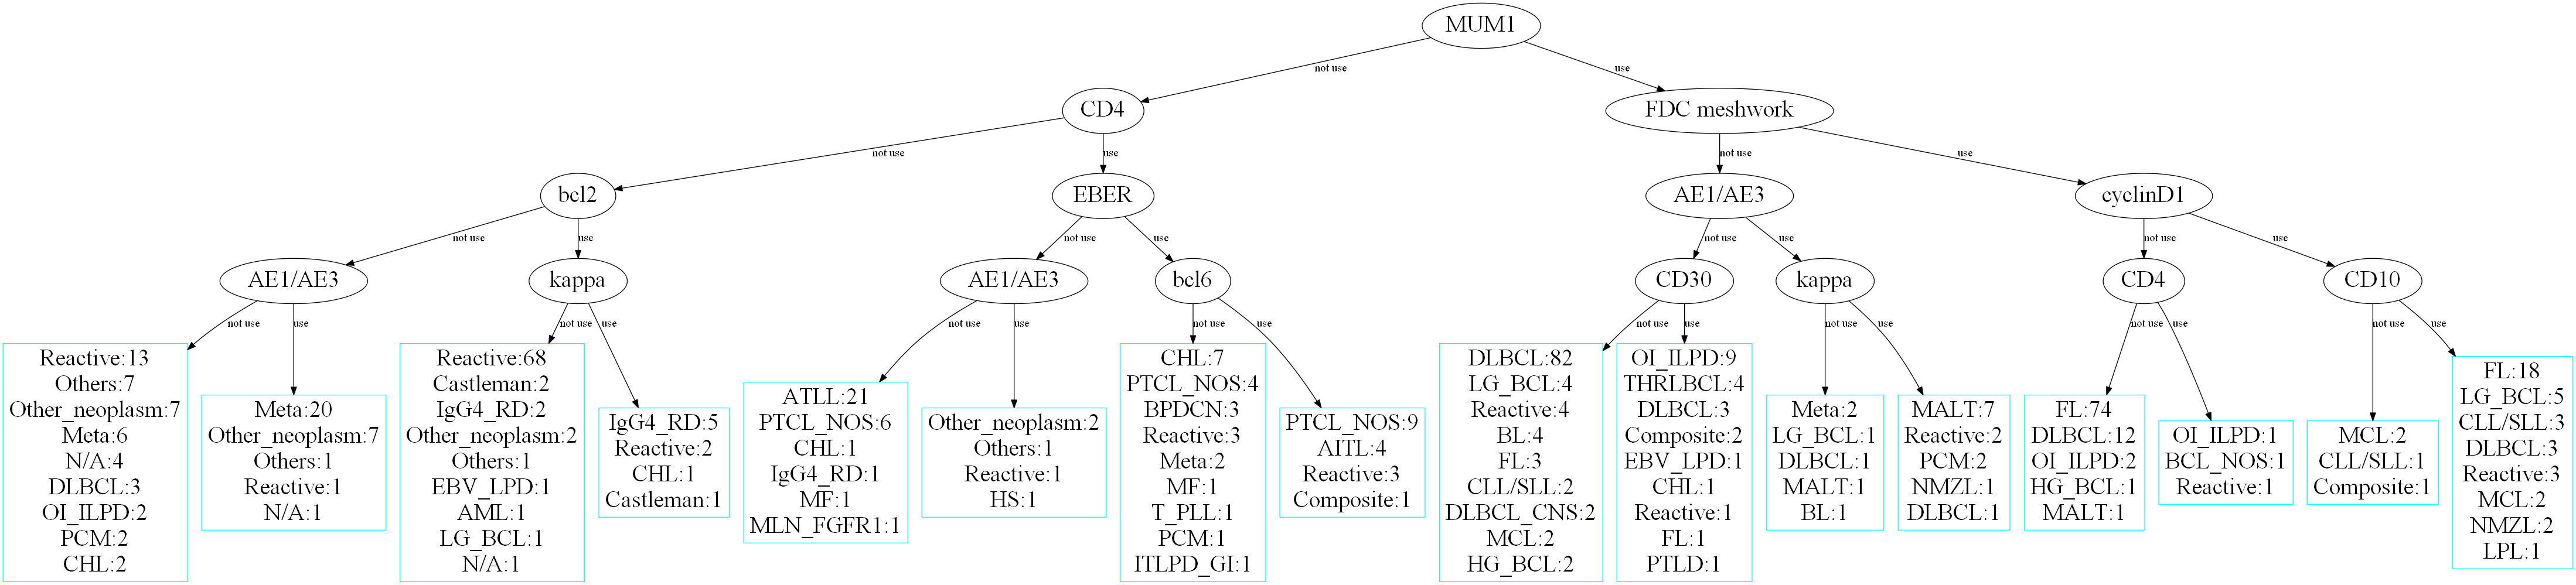 MUM1
not use
use
CD4
FDC meshwork
not use
use
not use
use
bcl2
EBER
AE1/AE3
cyclinD1
not use
use
not use
use
not use
use
not use
use
AE1/AE3
kappa
AE1/AE3
bcl6
CD30
kappa
CD4
CD10
not use
use
not use
use
not use
use
not use
use
not use
use
not use
use
not use
use
not use
use
Reactive:13
Others:7
Other_neoplasm:7
Meta:6
N/A:4
DLBCL:3
OI_ILPD:2
PCM:2
CHL:2
Meta:20
Other_neoplasm:7
Others:1
Reactive:1
N/A:1
Reactive:68
Castleman:2
IgG4_RD:2
Other_neoplasm:2
Others:1
EBV_LPD:1
AML:1
LG_BCL:1
N/A:1
IgG4_RD:5
Reactive:2
CHL:1
Castleman:1
ATLL:21
PTCL_NOS:6
CHL:1
IgG4_RD:1
MF:1
MLN_FGFR1:1
Other_neoplasm:2
Others:1
Reactive:1
HS:1
CHL:7
PTCL_NOS:4
BPDCN:3
Reactive:3
Meta:2
MF:1
T_PLL:1
PCM:1
ITLPD_GI:1
PTCL_NOS:9
AITL:4
Reactive:3
Composite:1
DLBCL:82
LG_BCL:4
Reactive:4
BL:4
FL:3
CLL/SLL:2
DLBCL_CNS:2
MCL:2
HG_BCL:2
OI_ILPD:9
THRLBCL:4
DLBCL:3
Composite:2
EBV_LPD:1
CHL:1
Reactive:1
FL:1
PTLD:1
Meta:2
LG_BCL:1
DLBCL:1
MALT:1
BL:1
MALT:7
Reactive:2
PCM:2
NMZL:1
DLBCL:1
FL:74
DLBCL:12
OI_ILPD:2
HG_BCL:1
MALT:1
OI_ILPD:1
BCL_NOS:1
Reactive:1
MCL:2
CLL/SLL:1
Composite:1
FL:18
LG_BCL:5
CLL/SLL:3
DLBCL:3
Reactive:3
MCL:2
NMZL:2
LPL:1